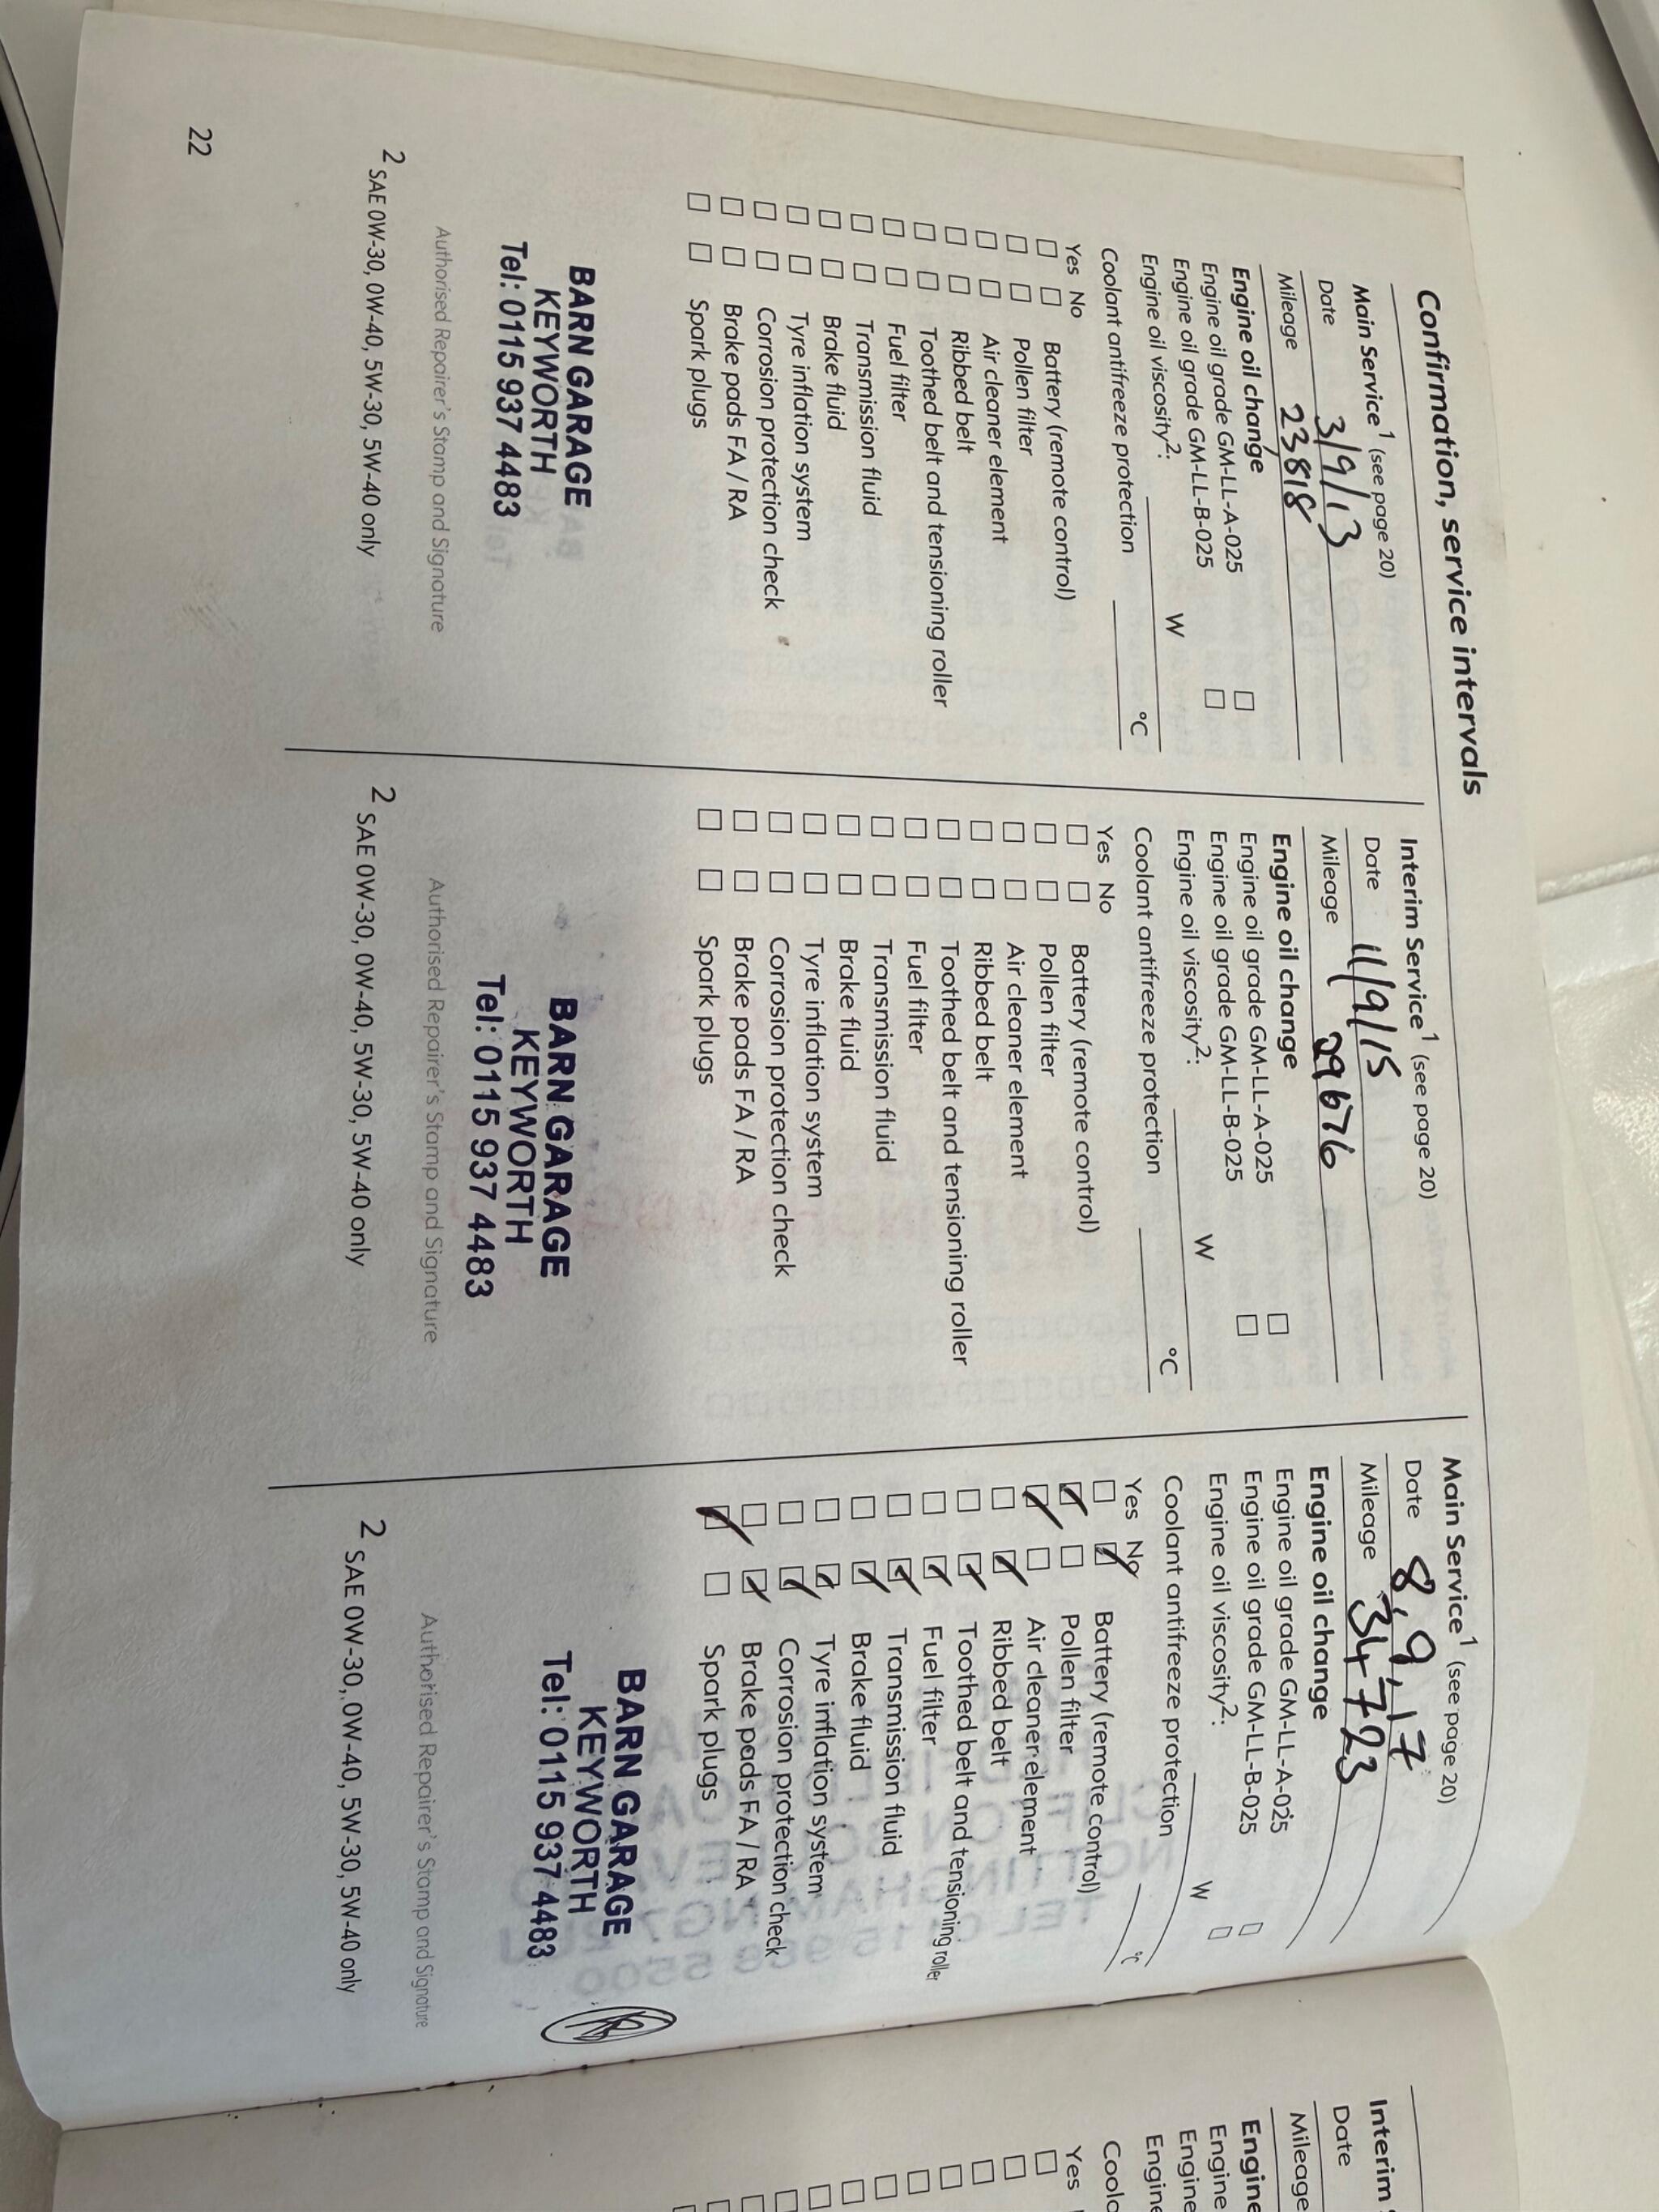 Confirmation, service intervals
Main Service1 (see page 20)
Date 3/9/13
Mileage 23818
Engine oil change
Engine oil grade GM-LL-A-025
Engine oil grade GM-LL-B-025
Engine oil viscosity2: W
Coolant antifreeze protection °C
Yes No
Battery (remote control)
Pollen filter
Air cleaner element
Ribbed belt
Toothed belt and tensioning roller
Fuel filter
Transmission fluid
Brake fluid
Tyre inflation system
Corrosion protection check
Brake pads FA / RA
Spark plugs
BARN GARAGE
KEYWORTH
Tel: 0115 937 4483
Authorised Repairer's Stamp and Signature
2 SAE 0W-30, 0W-40, 5W-30, 5W-40 only
22
Interim Service1 (see page 20)
Date 11/9/15
Mileage 29676
Engine oil change
Engine oil grade GM-LL-A-025
Engine oil grade GM-LL-B-025
Engine oil viscosity2: W
Coolant antifreeze protection °C
Yes No
Battery (remote control)
Pollen filter
Air cleaner element
Ribbed belt
Toothed belt and tensioning roller
Fuel filter
Transmission fluid
Brake fluid
Tyre inflation system
Corrosion protection check
Brake pads FA / RA
Spark plugs
BARN GARAGE
KEYWORTH
Tel: 0115 937 4483
Authorised Repairer's Stamp and Signature
2 SAE 0W-30, 0W-40, 5W-30, 5W-40 only
Main Service1 (see page 20)
Date 8,9,17
Mileage 34723
Engine oil change
Engine oil grade GM-LL-A-025
Engine oil grade GM-LL-B-025
Engine oil viscosity2: W
Coolant antifreeze protection °C
Yes No
Battery (remote control)
Pollen filter
Air cleaner element
Ribbed belt
Toothed belt and tensioning roller
Fuel filter
Transmission fluid
Brake fluid
Tyre inflation system
Corrosion protection check
Brake pads FA / RA
Spark plugs
BARN GARAGE
KEYWORTH
Tel: 0115 937 4483
Authorised Repairer's Stamp and Signature
2 SAE 0W-30, 0W-40, 5W-30, 5W-40 only
Interim
Date
Mileage
Engine
Engine
Engine
Engine
Yes